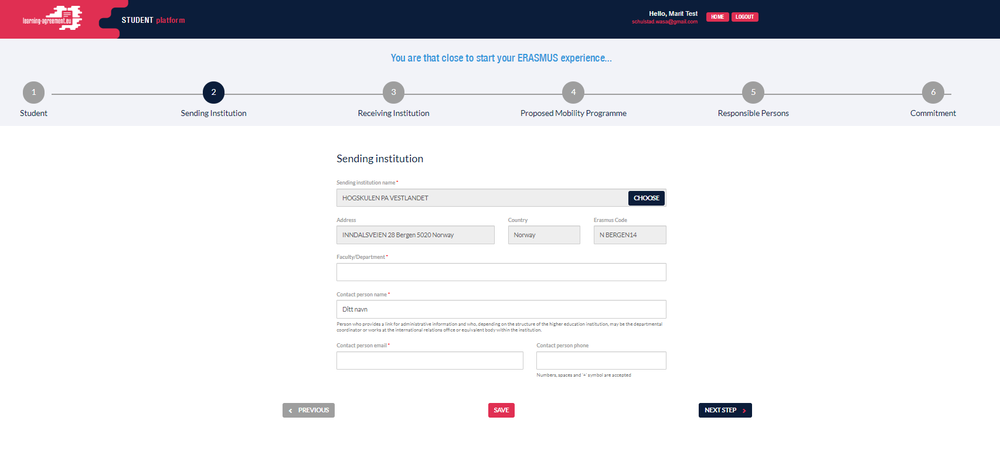 learning-agreement.eu
STUDENT platform
Hello, Marit Test
schulstad.wasa@gmail.com
HOME
LOGOUT
You are that close to start your ERASMUS experience...
1
2
3
4
5
6
Student
Sending Institution
Receiving Institution
Proposed Mobility Programme
Responsible Persons
Commitment
Sending institution
Sending institution name *
HOGSKULEN PA VESTLANDET
CHOOSE
Address
Country
Erasmus Code
INNDALSVEIEN 28 Bergen 5020 Norway
Norway
N BERGEN14
Faculty/Department *
Contact person name *
Ditt navn
Person who provides a link for administrative information and who, depending on the structure of the higher education institution, may be the departmental
coordinator or works at the international relations office or equivalent body within the institution.
Contact person email *
Contact person phone
Numbers, spaces and '+' symbol are accepted
PREVIOUS
SAVE
NEXT STEP